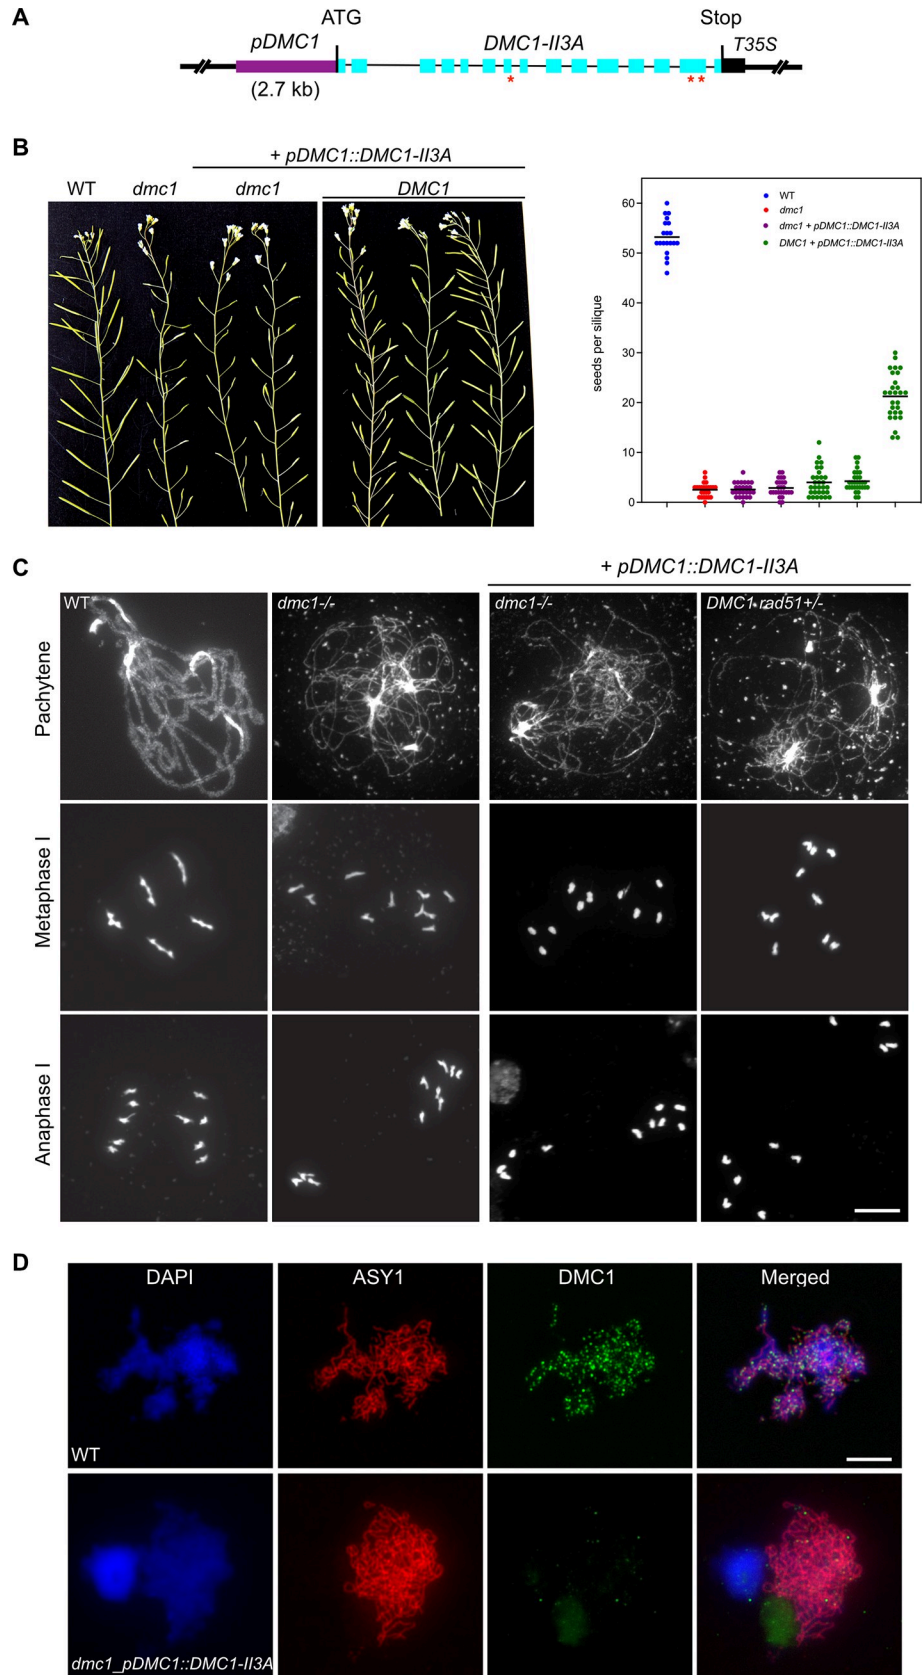 A
ATG
Stop
pDMC1
DMC1-II3A
T35S
(2.7 kb)
*
* *
B
+ pDMC1::DMC1-II3A
WT
dmc1
dmc1
DMC1
60
50
40
30
20
10
0
seeds per silique
WT
dmc1
dmc1 + pDMC1::DMC1-II3A
DMC1 + pDMC1::DMC1-II3A
C
+ pDMC1::DMC1-II3A
WT
dmc1-/-
dmc1-/-
DMC1 rad51+/-
Pachytene
Metaphase I
Anaphase I
D
DAPI
ASY1
DMC1
Merged
WT
dmc1_pDMC1::DMC1-II3A